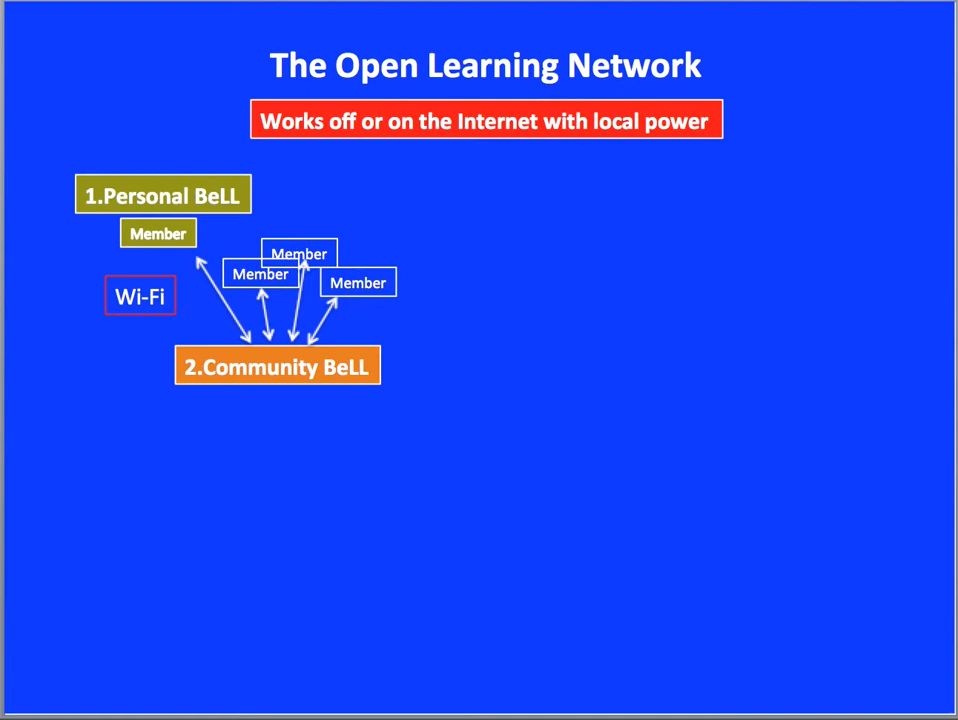 The Open Learning Network
Works off or on the Internet with local power
1.Personal BeLL
Member
Member
Member
Member
Wi-Fi
2.Community BeLL